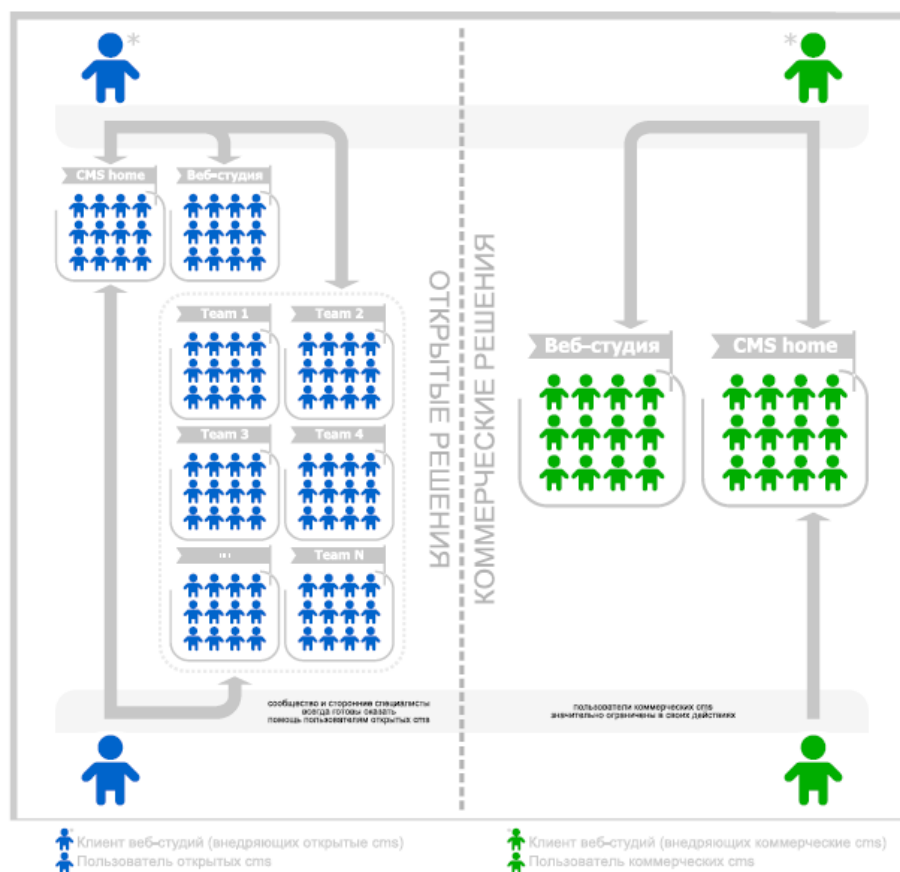 *
*
CMS home
Веб-студия
Team 1
Team 2
Team 3
Team 4
...
Team N
ОТКРЫТЫЕ РЕШЕНИЯ
КОММЕРЧЕСКИЕ РЕШЕНИЯ
Веб-студия
CMS home
сообщество и сторонние специалисты
всегда готовы оказать
помощь пользователям открытых cms
пользователи коммерческих cms
значительно ограничены в своих действиях
* Клиент веб-студий (внедряющих открытые cms)
Пользователь открытых cms
* Клиент веб-студий (внедряющих коммерческие cms)
Пользователь коммерческих cms